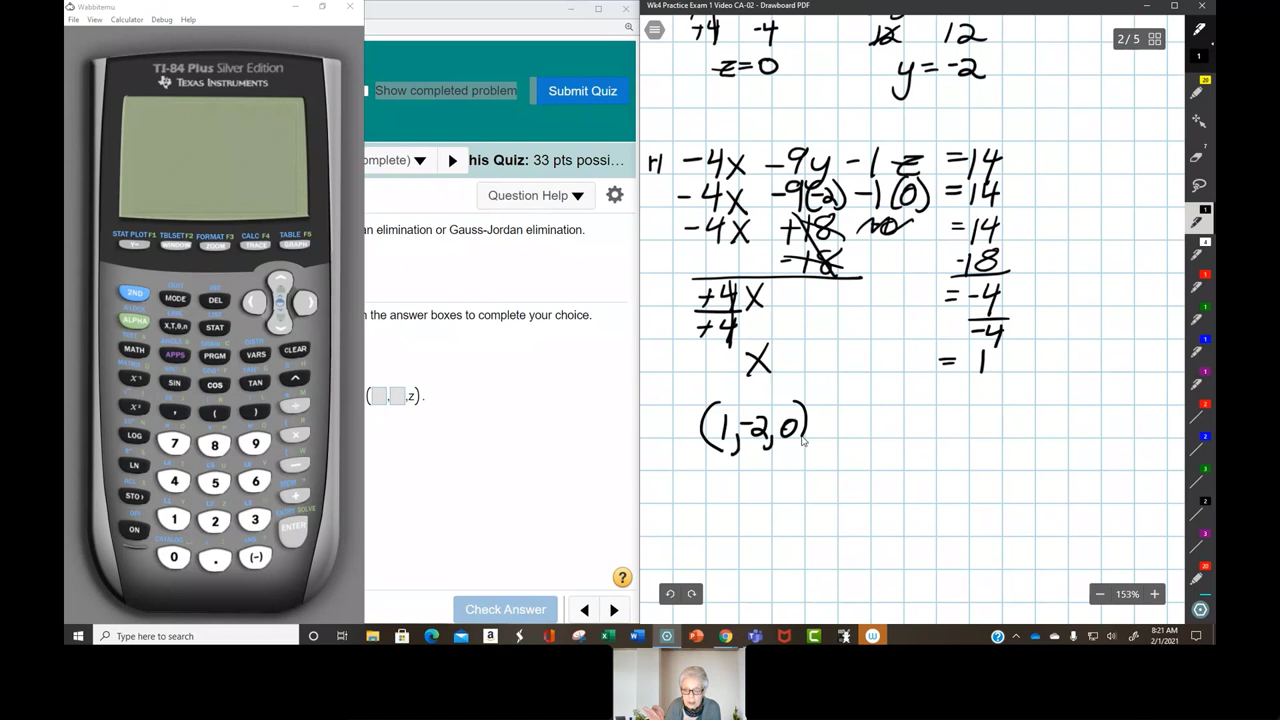 Wabbitemu
File View Calculator Debug Help
TI-84 Plus Silver Edition
TEXAS INSTRUMENTS
STAT PLOT F1 TBLSET F2 FORMAT F3 CALC F4 TABLE F5
Y= WINDOW ZOOM TRACE GRAPH
2ND MODE DEL
ALPHA X,T,θ,n STAT
MATH APPS PRGM VARS CLEAR
SIN COS TAN ^
, ( ) ÷
LOG 7 8 9
LN 4 5 6 −
STO› 1 2 3 +
ON 0 . (−) ENTER
Show completed problem
Submit Quiz
omplete)
his Quiz: 33 pts possi...
Question Help
an elimination or Gauss-Jordan elimination.
n the answer boxes to complete your choice.
( , ,z).
?
Check Answer
Wk4 Practice Exam 1 Video CA-02 - Drawboard PDF
2/5
+4 -4 12 12
z=0 y=-2
r1 -4x -9y -1z =14
-4x -9(-2) -1(0) =14
-4x +18 -0 =14
-18 -18
+4x =-4
+4 -4
x = 1
(1,-2,0)
153%
Type here to search
8:21 AM
2/1/2021